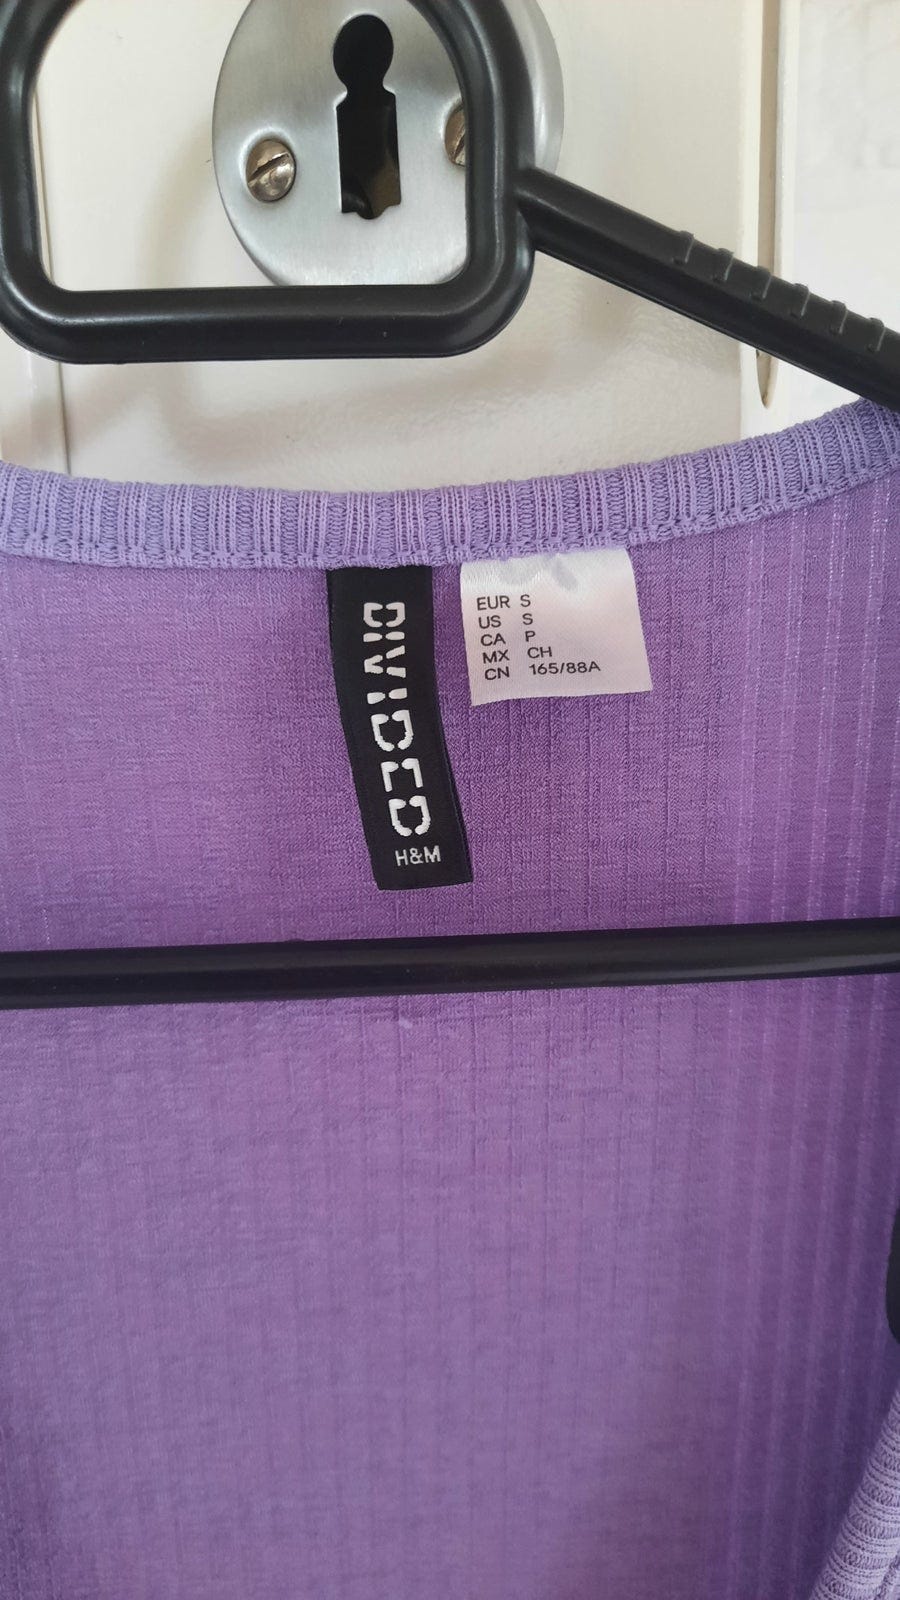 DIVIDED
H&M
EUR S
US S
CA P
MX CH
CN 165/88A